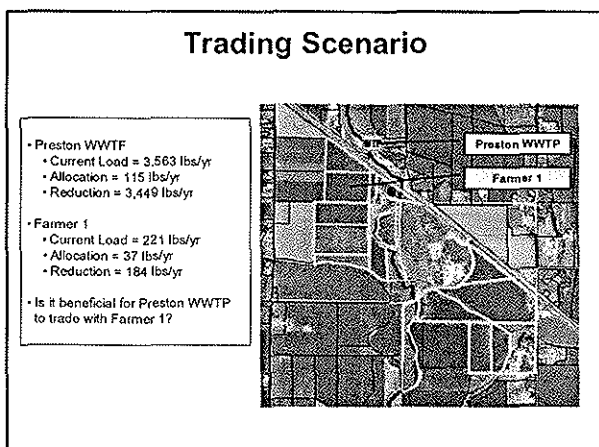 Trading Scenario
• Preston WWTF
• Current Load = 3,563 lbs/yr
• Allocation = 115 lbs/yr
• Reduction = 3,449 lbs/yr
• Farmer 1
• Current Load = 221 lbs/yr
• Allocation = 37 lbs/yr
• Reduction = 184 lbs/yr
• Is it beneficial for Preston WWTP
to trade with Farmer 1?
Preston WWTP
Farmer 1